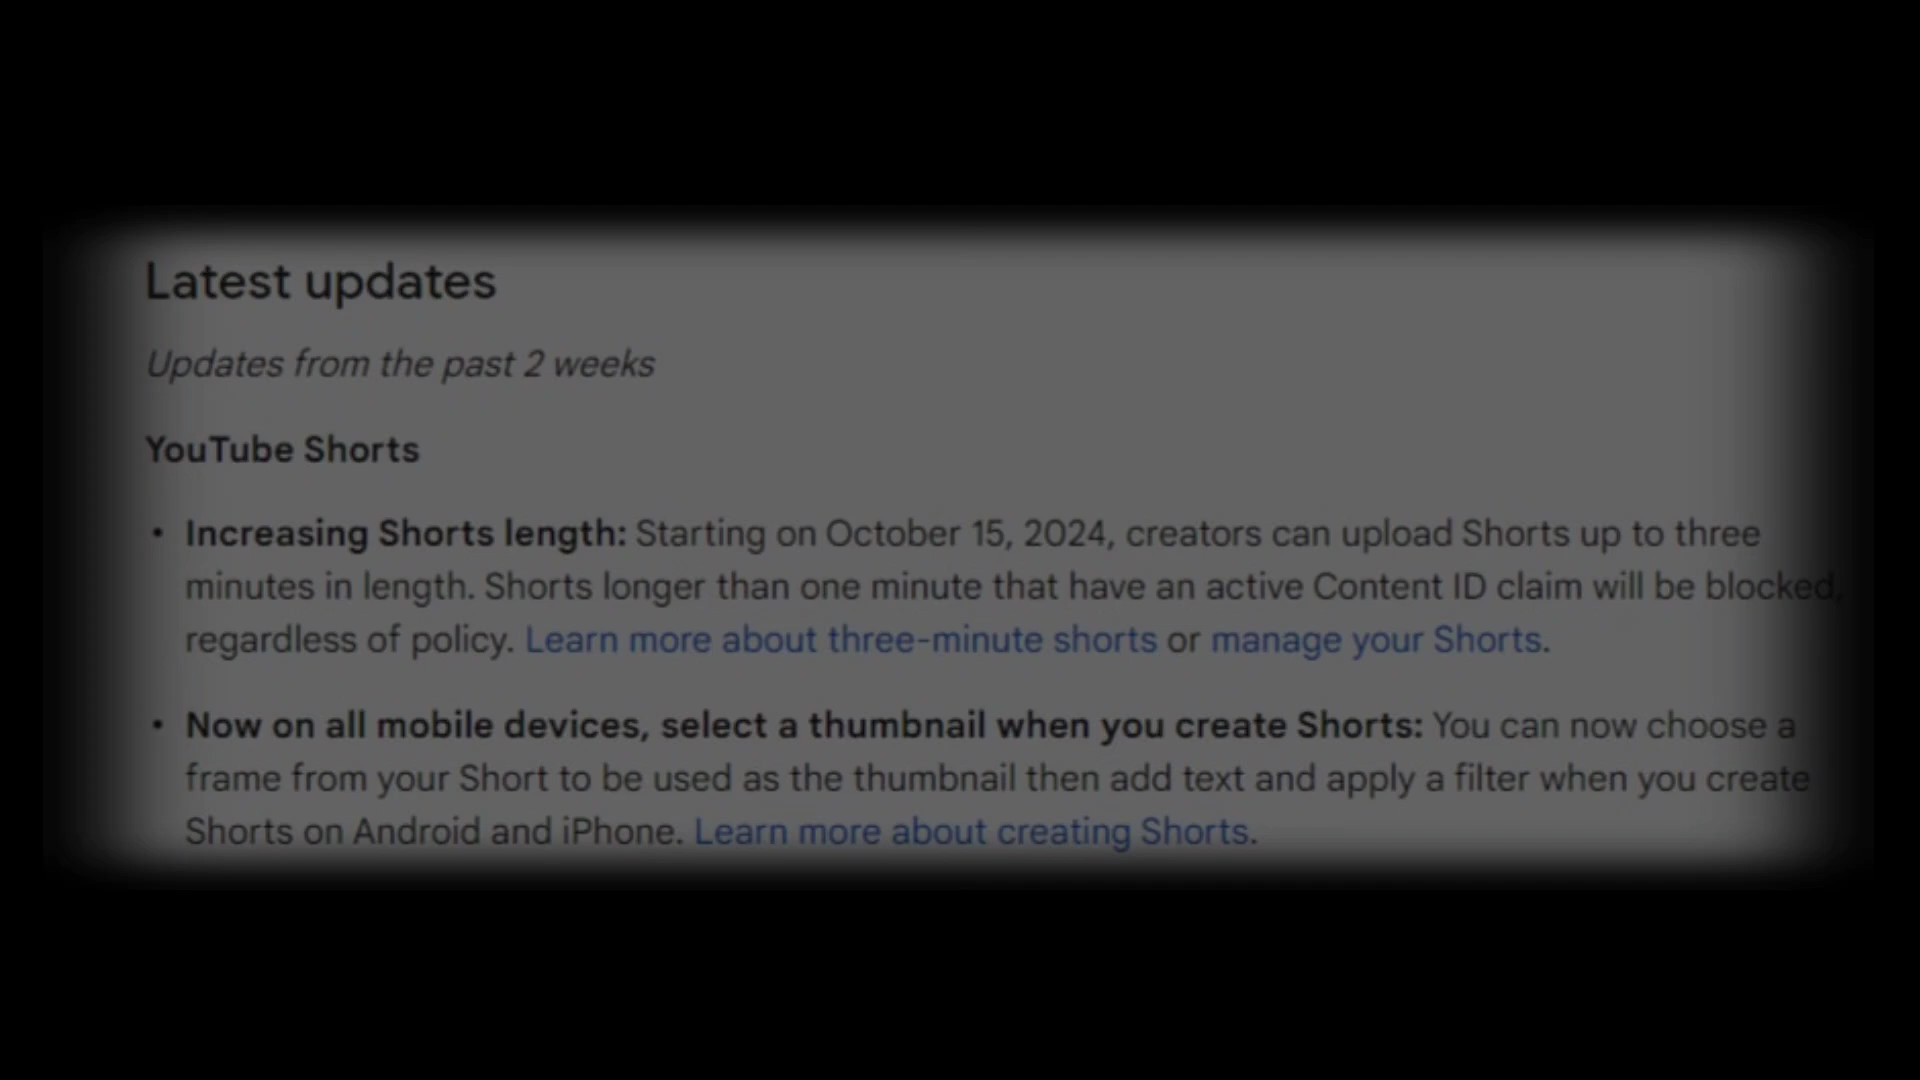 Latest updates
Updates from the past 2 weeks
YouTube Shorts
• Increasing Shorts length: Starting on October 15, 2024, creators can upload Shorts up to three
minutes in length. Shorts longer than one minute that have an active Content ID claim will be blocked,
regardless of policy. Learn more about three-minute shorts or manage your Shorts.
• Now on all mobile devices, select a thumbnail when you create Shorts: You can now choose a
frame from your Short to be used as the thumbnail then add text and apply a filter when you create
Shorts on Android and iPhone. Learn more about creating Shorts.